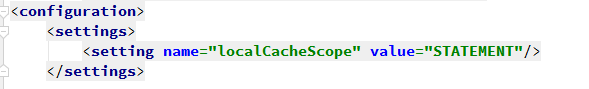 <configuration>
<settings>
<setting name="localCacheScope" value="STATEMENT"/>
</settings>